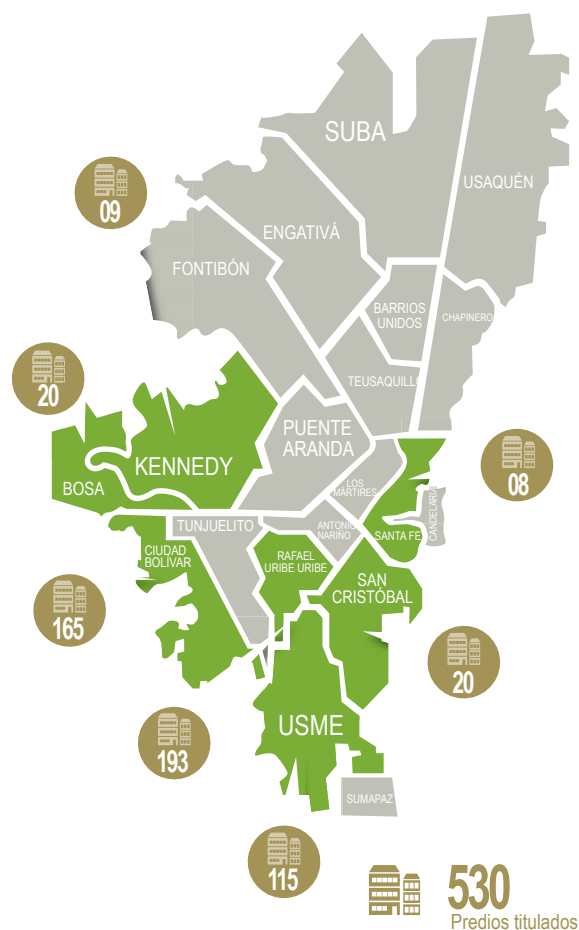 SUBA
USAQUÉN
09
ENGATIVÁ
FONTIBÓN
BARRIOS
UNIDOS
CHAPINERO
20
TEUSAQUILLO
PUENTE
ARANDA
KENNEDY
BOSA
08
LOS
MÁRTIRES
CANDELARIA
TUNJUELITO
ANTONIO
NARIÑO
SANTA FE
CIUDAD
BOLÍVAR
RAFAEL
URIBE URIBE
SAN
CRISTÓBAL
165
20
USME
193
SUMAPAZ
115
530
Predios titulados